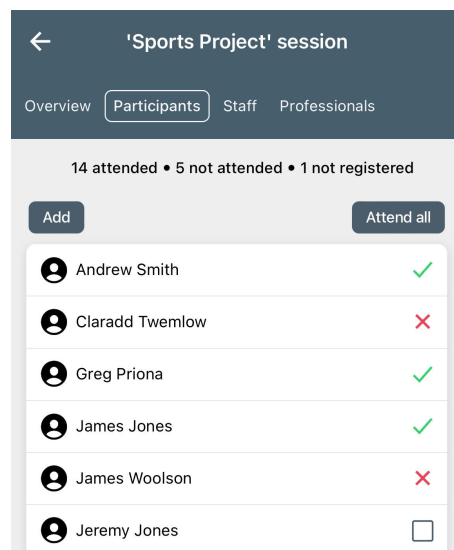 'Sports Project' session
Overview Participants Staff Professionals
14 attended • 5 not attended • 1 not registered
Add Attend all
Andrew Smith
Claradd Twemlow
Greg Priona
James Jones
James Woolson
Jeremy Jones